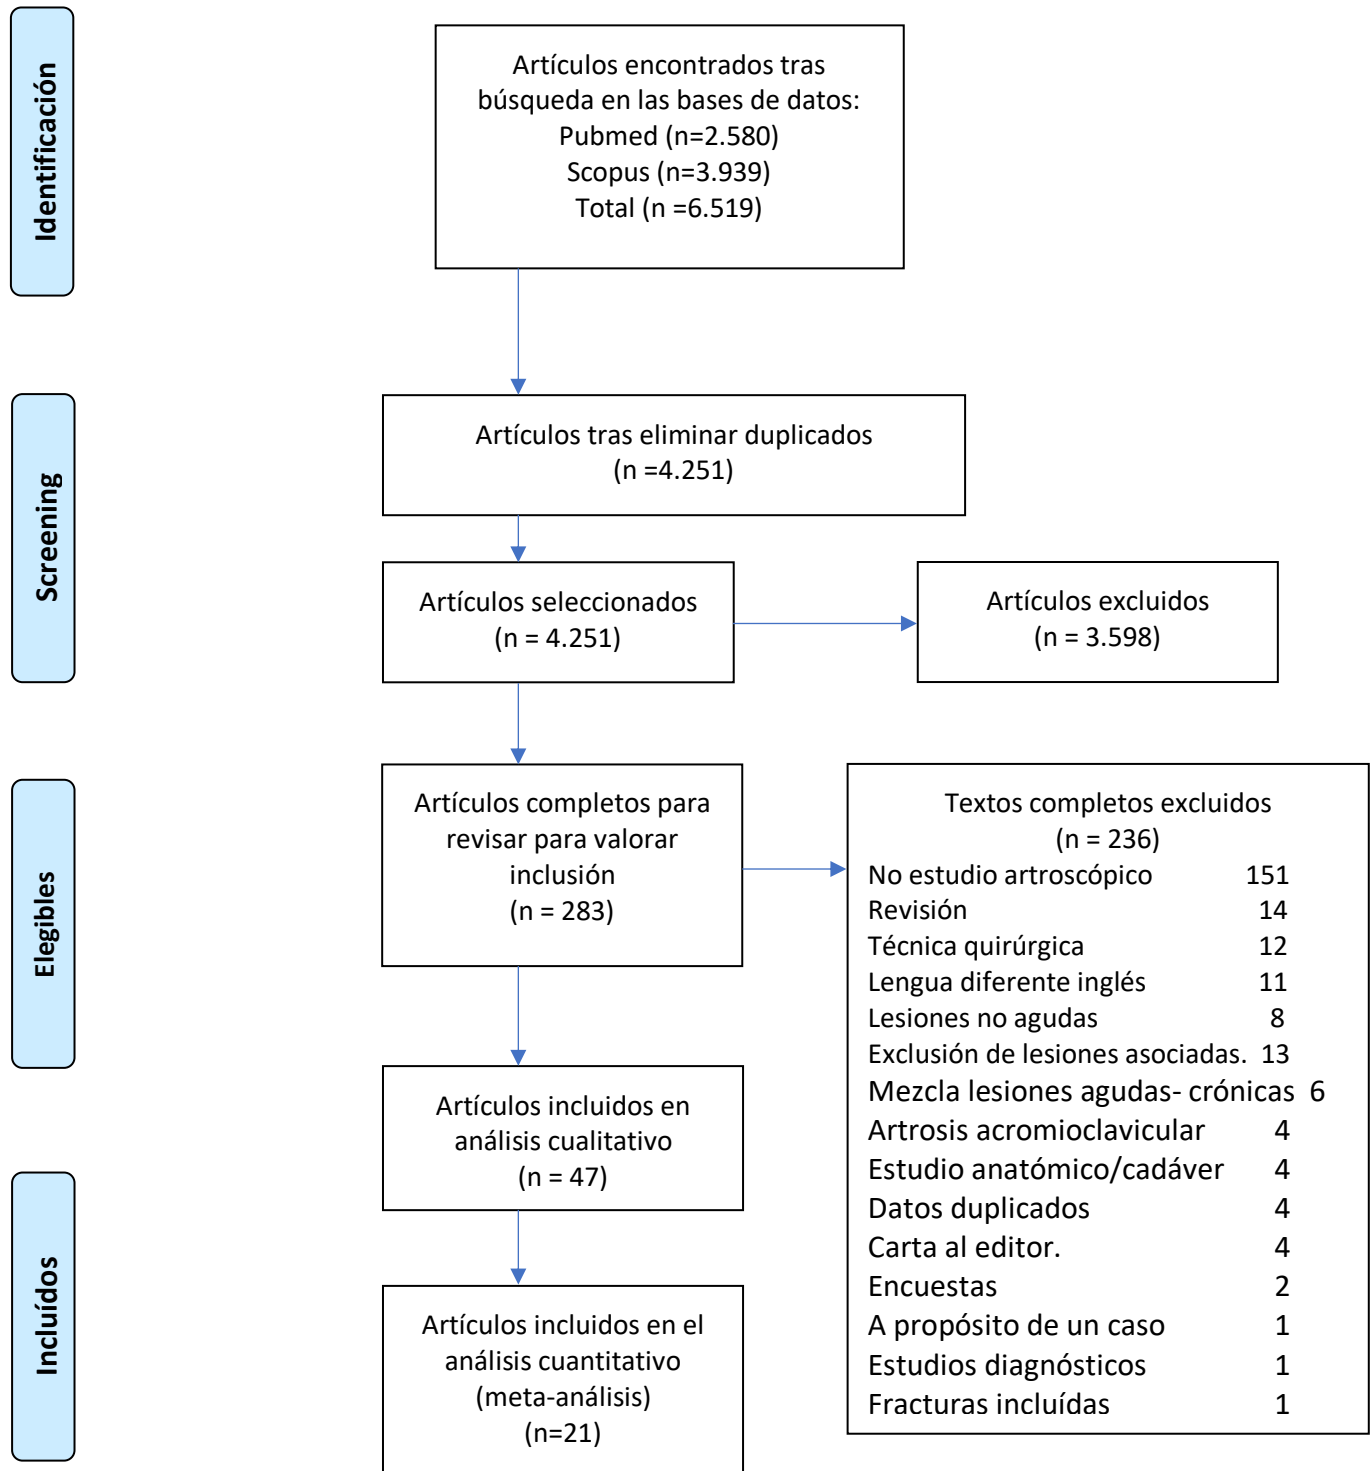 Identificación
Artículos encontrados tras
búsqueda en las bases de datos:
Pubmed (n=2.580)
Scopus (n=3.939)
Total (n =6.519)
Screening
Artículos tras eliminar duplicados
(n =4.251)
Artículos seleccionados
(n = 4.251)
Artículos excluidos
(n = 3.598)
Elegibles
Artículos completos para
revisar para valorar
inclusión
(n = 283)
Textos completos excluidos
(n = 236)
No estudio artroscópico 151
Revisión 14
Técnica quirúrgica 12
Lengua diferente inglés 11
Lesiones no agudas 8
Exclusión de lesiones asociadas. 13
Mezcla lesiones agudas- crónicas 6
Artrosis acromioclavicular 4
Estudio anatómico/cadáver 4
Datos duplicados 4
Carta al editor. 4
Encuestas 2
A propósito de un caso 1
Estudios diagnósticos 1
Fracturas incluídas 1
Incluídos
Artículos incluidos en
análisis cualitativo
(n = 47)
Artículos incluidos en el
análisis cuantitativo
(meta-análisis)
(n=21)